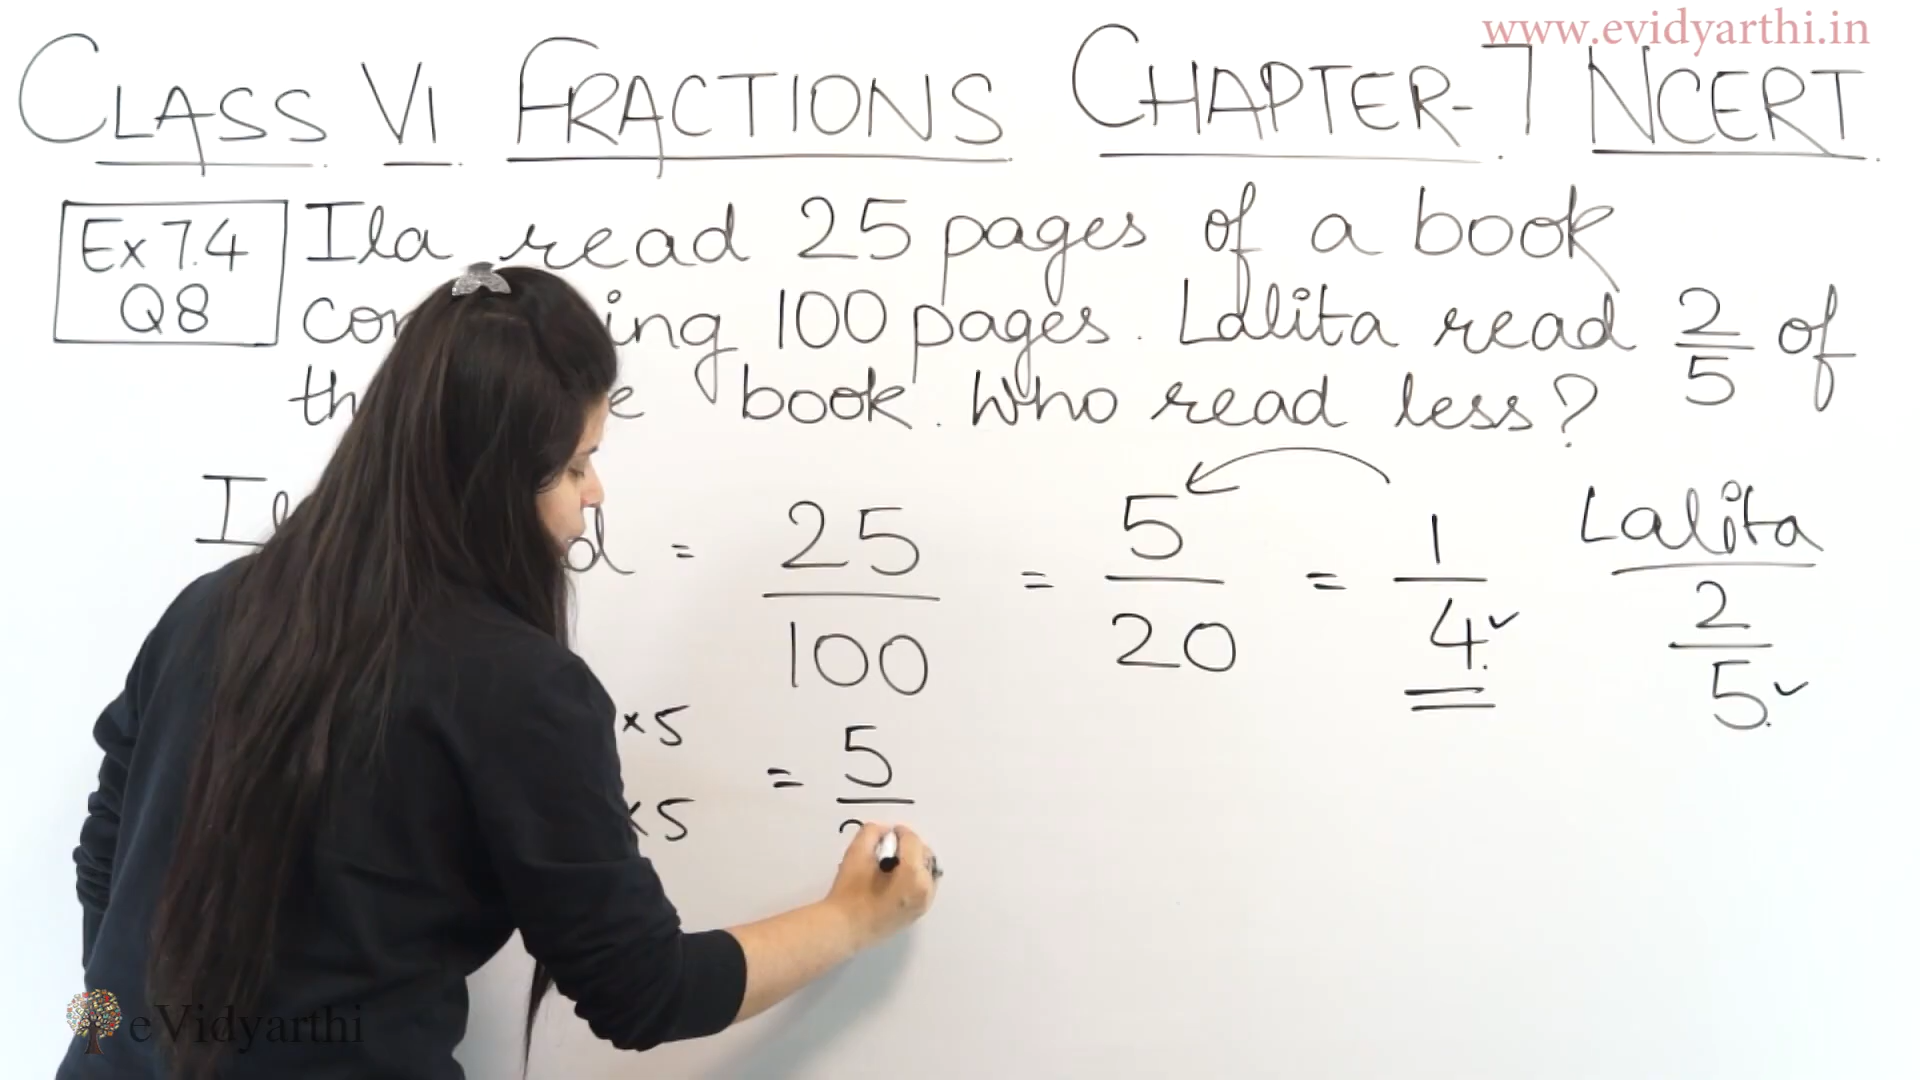 www.evidyarthi.in
CLASS VI FRACTIONS CHAPTER-7 NCERT
Ex 7.4
Q8
Ila read 25 pages of a book
100 pages. Lalita read 2/5 of
book. Who read less?
= 25/100 = 5/20 = 1/4
Lalita
2/5
×5
×5
= 5/
eVidyarthi